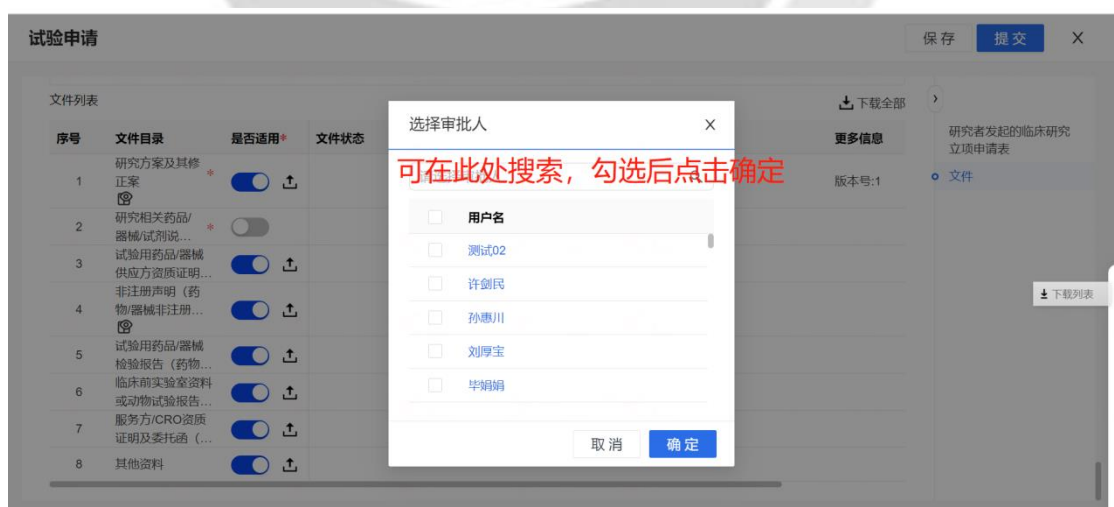 试验申请
保存
提交
X
文件列表
下载全部
序号
文件目录
是否适用*
文件状态
更多信息
1
研究方案及其修
正案
*
版本号:1
2
研究相关药品/
器械/试剂说...
*
3
试验用药品/器械
供应方资质证明...
4
非注册声明（药
物/器械非注册...
5
试验用药品/器械
检验报告（药物...
6
临床前实验室资料
或动物试验报告...
7
服务方/CRO资质
证明及委托函（...
8
其他资料
选择审批人
X
可在此处搜索，勾选后点击确定
用户名
测试02
许剑民
孙惠川
刘厚宝
毕娟娟
取消
确定
研究者发起的临床研究
立项申请表
文件
下载列表